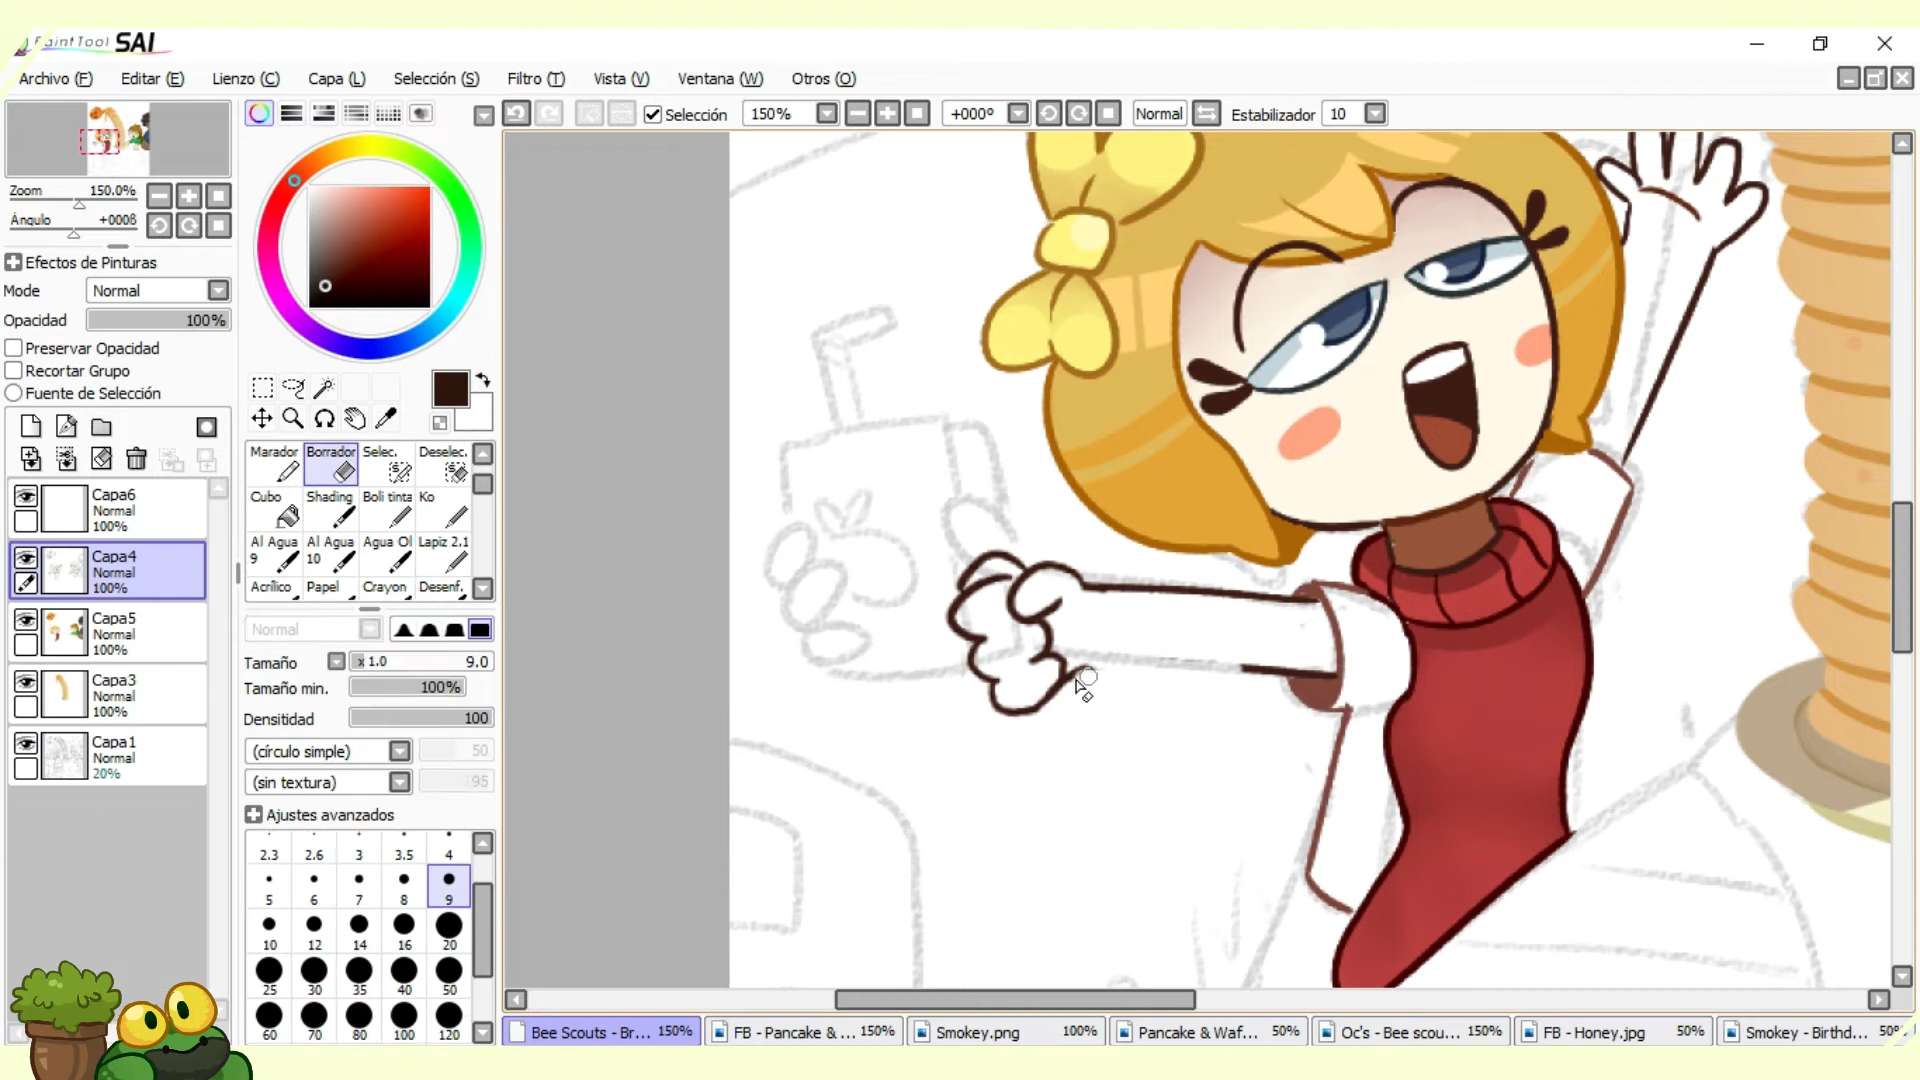 PaintTool SAI
Archivo (F) Editar (E) Lienzo (C) Capa (L) Selección (S) Filtro (T) Vista (V) Ventana (W) Otros (O)
Selección 150% +000º Normal Estabilizador 10
Zoom 150.0%
Ángulo +000ß
Efectos de Pinturas
Mode Normal
Opacidad 100%
Preservar Opacidad
Recortar Grupo
Fuente de Selección
Capa6
Normal
100%
Capa4
Normal
100%
Capa5
Normal
100%
Capa3
Normal
100%
Capa1
Normal
20%
Marador Borrador Selec. Deselec.
Cubo Shading Boli tinta Ko
Al Agua Al Agua Agua Ol Lapiz 2.1
9 10
Acrílico Papel Crayon Desenf.
Normal
Tamaño x 1.0 9.0
Tamaño min. 100%
Densitidad 100
(círculo simple) 50
(sin textura) 95
Ajustes avanzados
2.3 2.6 3 3.5 4
5 6 7 8 9
10 12 14 16 20
25 30 35 40 50
60 70 80 100 120
Bee Scouts - Br... 150% FB - Pancake & ... 150% Smokey.png 100% Pancake & Waf... 50% Oc's - Bee scou... 150% FB - Honey.jpg 50% Smokey - Birthd... 50%